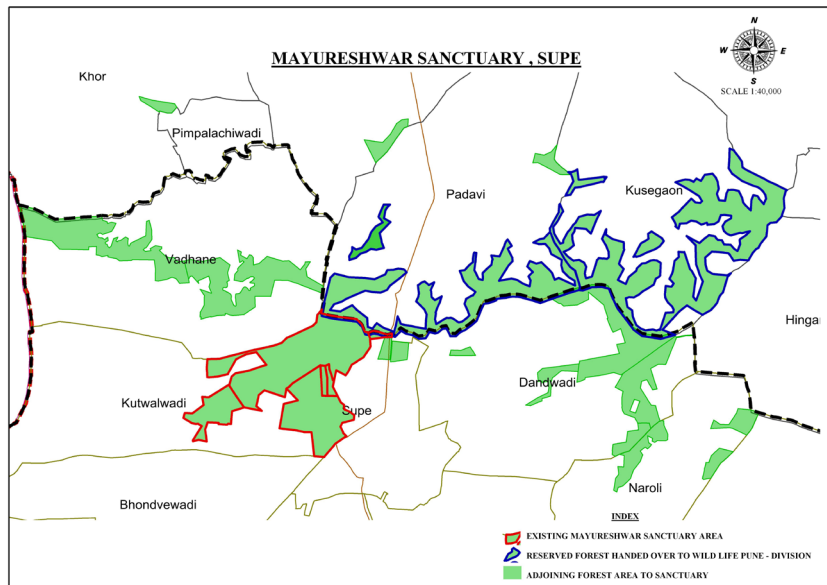 N
MAYURESHWAR SANCTUARY , SUPE
W E
S
SCALE 1:40,000
Khor
Pimpalachiwadi
Padavi
Kusegaon
Vadhane
Hingan
Dandwadi
Kutwalwadi
Supe
Naroli
Bhondvewadi
INDEX
EXISTING MAYURESHWAR SANCTUARY AREA
RESERVED FOREST HANDED OVER TO WILD LIFE PUNE - DIVISION
ADJOINING FOREST AREA TO SANCTUARY